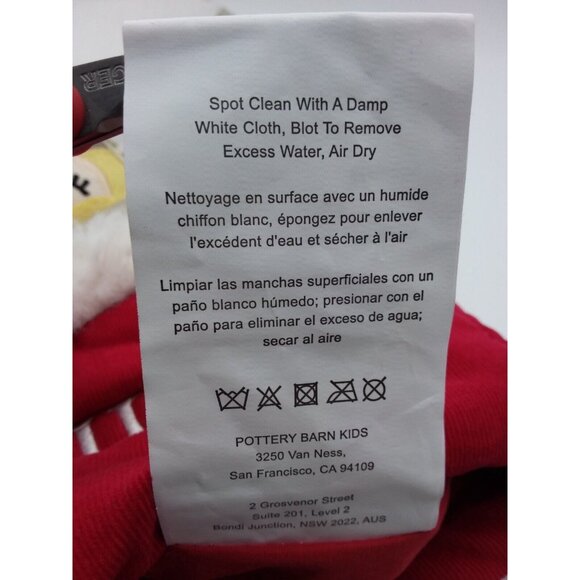 Spot Clean With A Damp
White Cloth, Blot To Remove
Excess Water, Air Dry
Nettoyage en surface avec un humide
chiffon blanc, épongez pour enlever
l'excédent d'eau et sécher à l'air
Limpiar las manchas superficiales con un
paño blanco húmedo; presionar con el
paño para eliminar el exceso de agua;
secar al aire
POTTERY BARN KIDS
3250 Van Ness,
San Francisco, CA 94109
2 Grosvenor Street
Suite 201, Level 2
Bondi Junction, NSW 2022, AUS
F